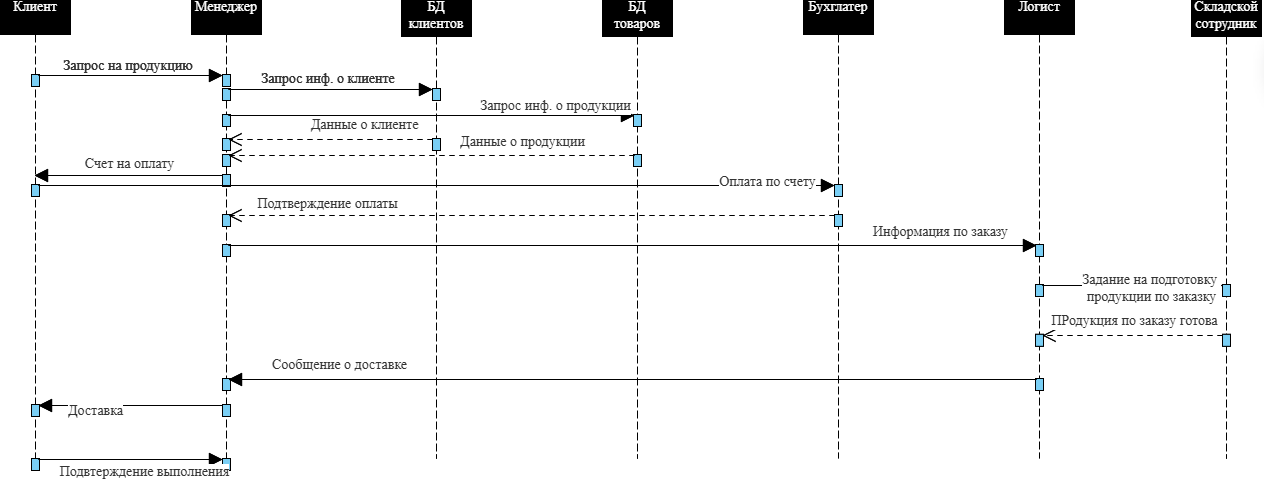 Клиент
Менеджер
БД
клиентов
БД
товаров
Бухглатер
Логист
Складской
сотрудник
Запрос на продукцию
Запрос инф. о клиенте
Запрос инф. о продукции
Данные о клиенте
Данные о продукции
Счет на оплату
Оплата по счету
Подтверждение оплаты
Информация по заказу
Задание на подготовку
продукции по заказку
ПРодукция по заказу готова
Сообщение о доставке
Доставка
Подвтерждение выполнения